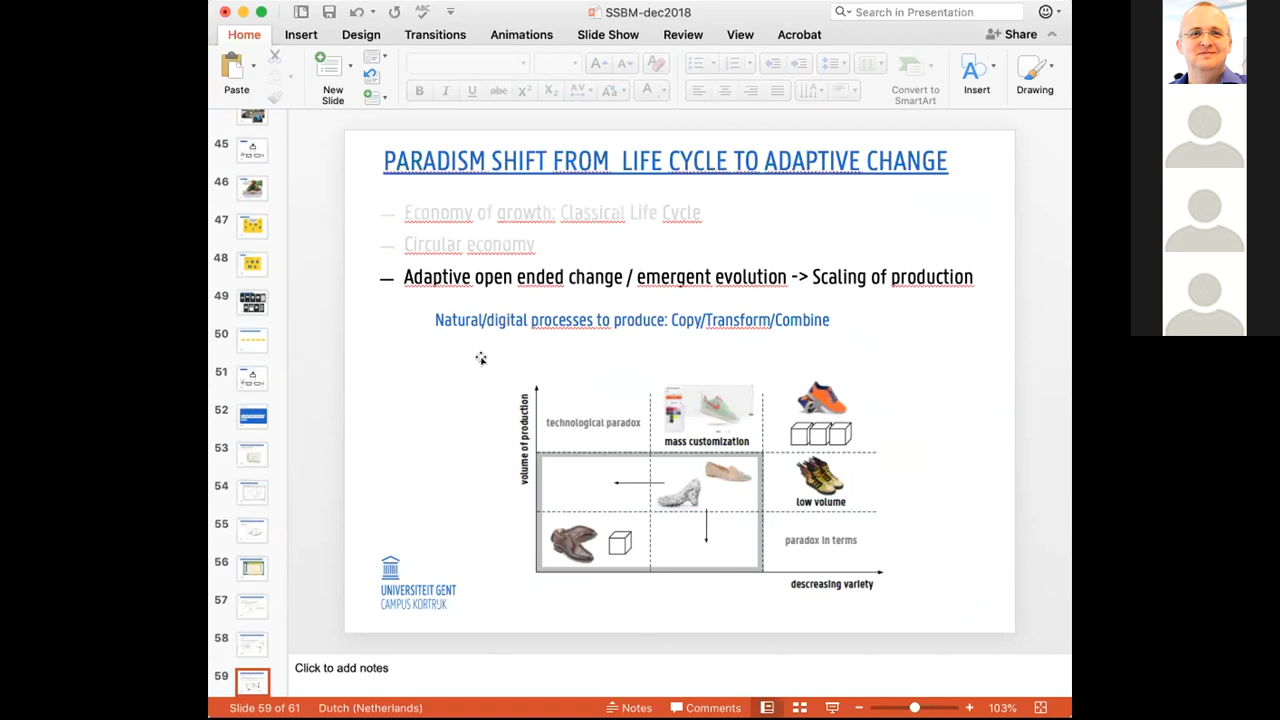 SSBM-dec2018
Search in Presentation
Home
Insert
Design
Transitions
Animations
Slide Show
Review
View
Acrobat
Share
Paste
New
Slide
Convert to
SmartArt
Insert
Drawing
45
46
47
48
49
50
51
52
53
54
55
56
57
58
59
PARADISM SHIFT FROM LIFE CYCLE TO ADAPTIVE CHANGE
— Economy of growth: Classical Life Cycle
— Circular economy
— Adaptive open ended change / emergent evolution -> Scaling of production
Natural/digital processes to produce: Copy/Transform/Combine
volume of production
technological paradox
mass customization
low volume
paradox in terms
descreasing variety
UNIVERSITEIT GENT
CAMPUS KORTRIJK
Click to add notes
Slide 59 of 61
Dutch (Netherlands)
Notes
Comments
103%